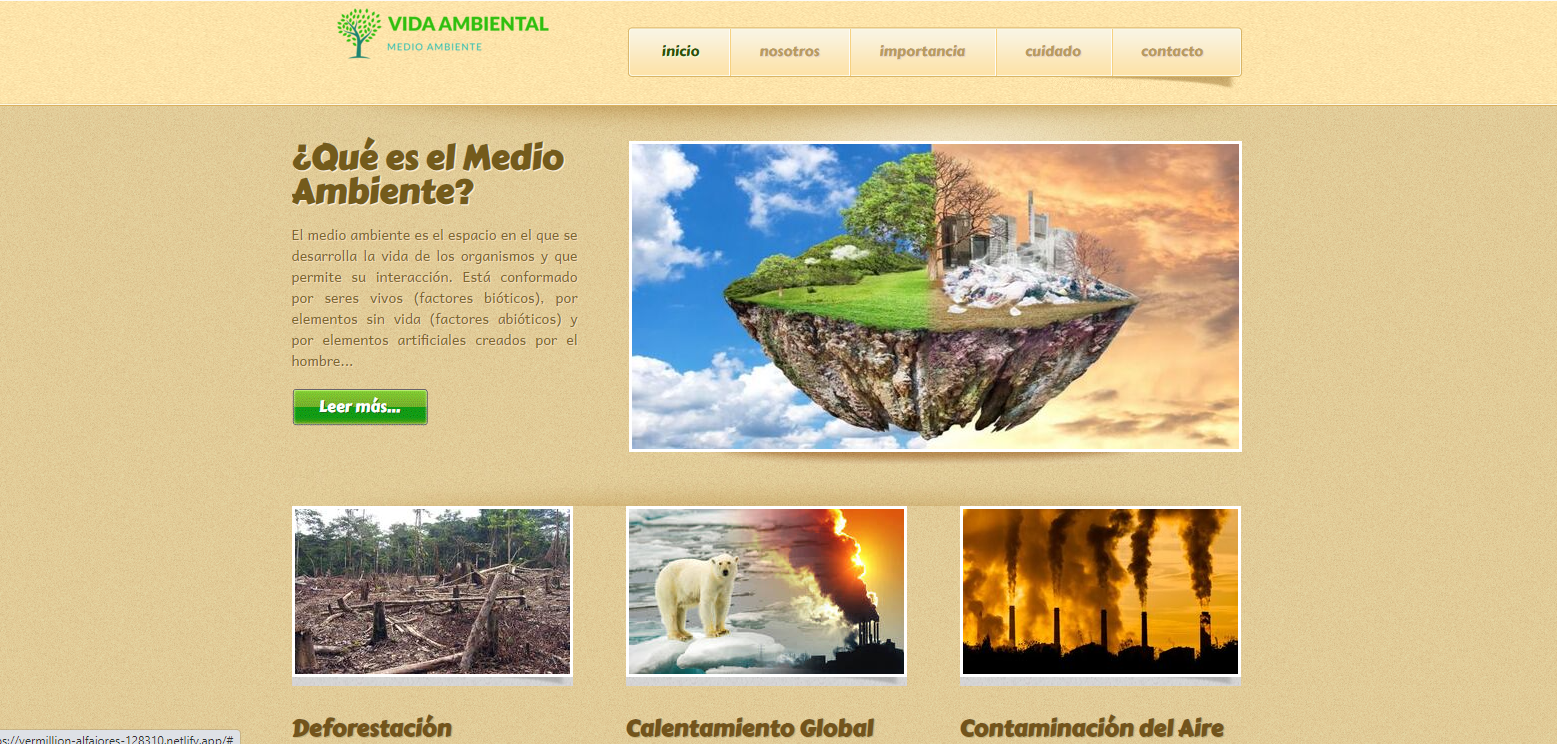 VIDA AMBIENTAL
MEDIO AMBIENTE
inicio
nosotros
importancia
cuidado
contacto
¿Qué es el Medio
Ambiente?
El medio ambiente es el espacio en el que se
desarrolla la vida de los organismos y que
permite su interacción. Está conformado
por seres vivos (factores bióticos), por
elementos sin vida (factores abióticos) y
por elementos artificiales creados por el
hombre...
Leer más...
Deforestación
Calentamiento Global
Contaminación del Aire
os://vermillion-alfajores-128310.netlify.app/#